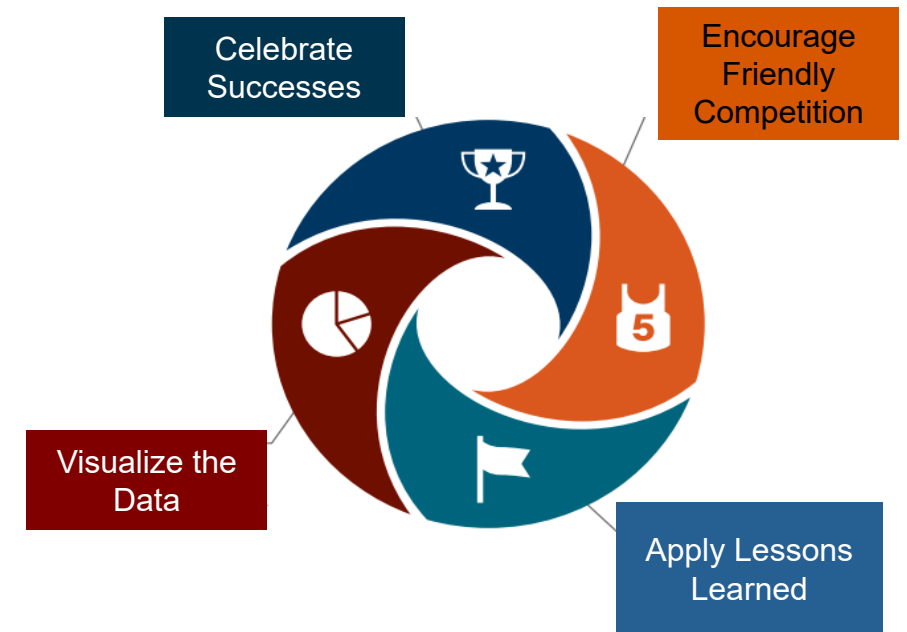 Celebrate
Successes
Encourage
Friendly
Competition
5
Visualize the
Data
Apply Lessons
Learned